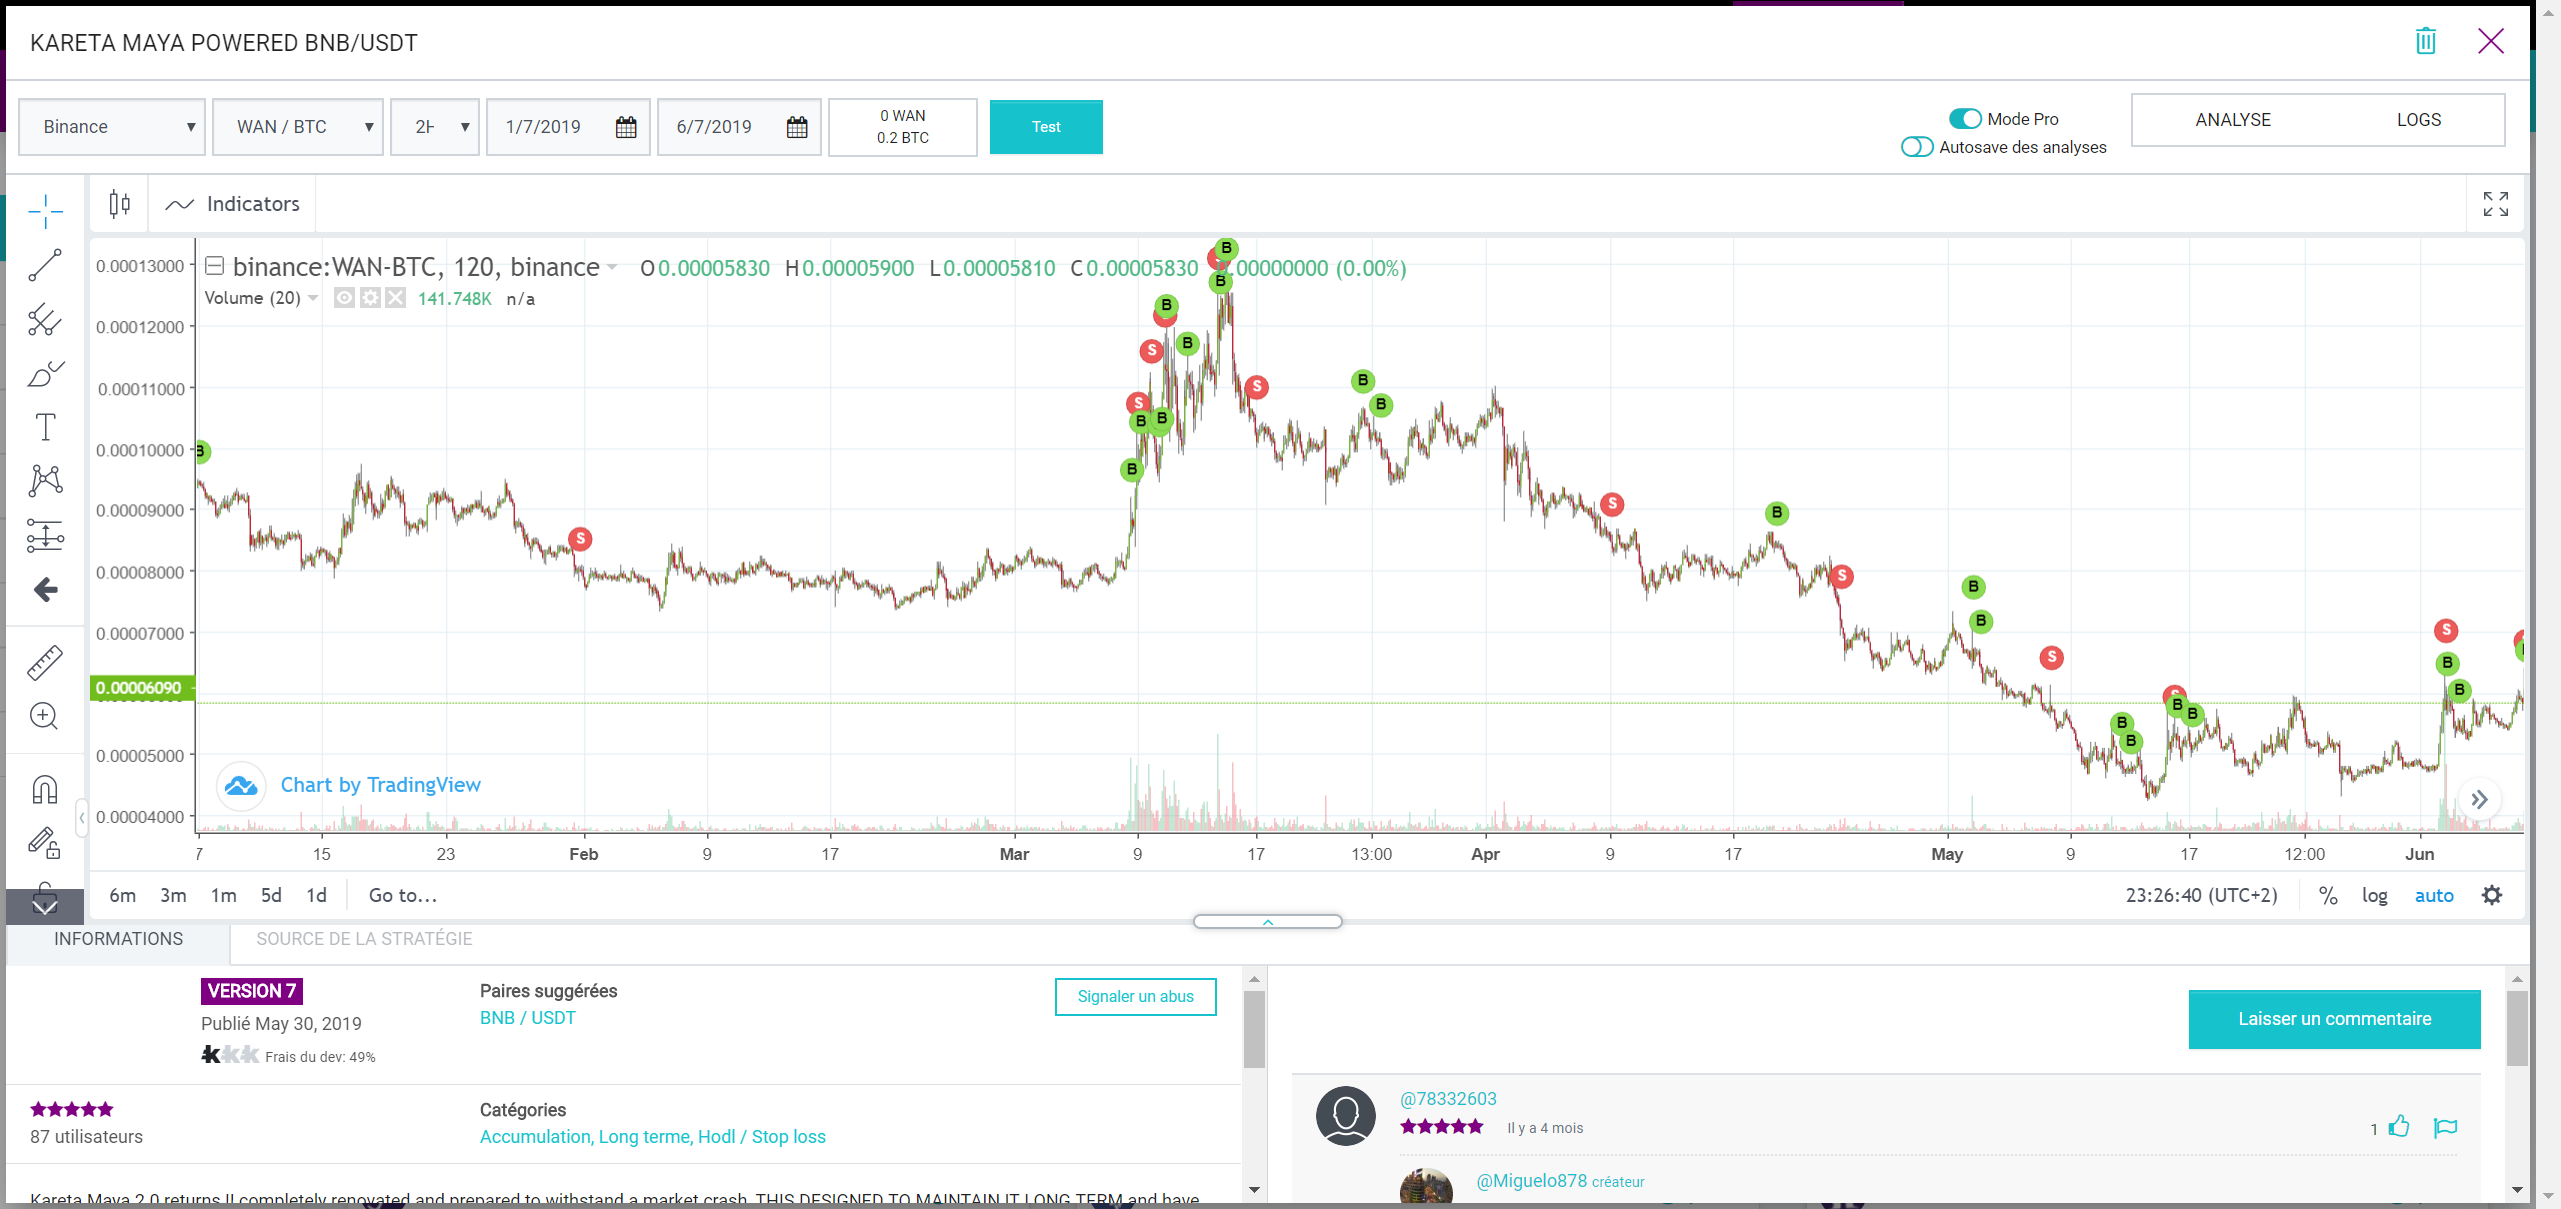 KARETA MAYA POWERED BNB/USDT
Binance
WAN / BTC
2H
1/7/2019
6/7/2019
0 WAN
0.2 BTC
Test
Mode Pro
Autosave des analyses
ANALYSE
LOGS
Indicators
binance:WAN-BTC, 120, binance
O0.00005830 H0.00005900 L0.00005810 C0.00005830 0.00000000 (0.00%)
Volume (20) 141.748K n/a
0.00013000
0.00012000
0.00011000
0.00010000
0.00009000
0.00008000
0.00007000
0.00006090
0.00005000
0.00004000
Chart by TradingView
7 15 23 Feb 9 17 Mar 9 17 13:00 Apr 9 17 May 9 17 12:00 Jun
6m 3m 1m 5d 1d Go to...
23:26:40 (UTC+2) % log auto
INFORMATIONS
SOURCE DE LA STRATÉGIE
VERSION 7
Publié May 30, 2019
Frais du dev: 49%
Paires suggérées
BNB / USDT
Signaler un abus
87 utilisateurs
Catégories
Accumulation, Long terme, Hodl / Stop loss
Kareta Maya 2.0 returns !! completely renovated and prepared to withstand a market crash. THIS DESIGNED TO MAINTAIN IT LONG TERM and have
Laisser un commentaire
@78332603
Il y a 4 mois
1
@Miguelo878 créateur